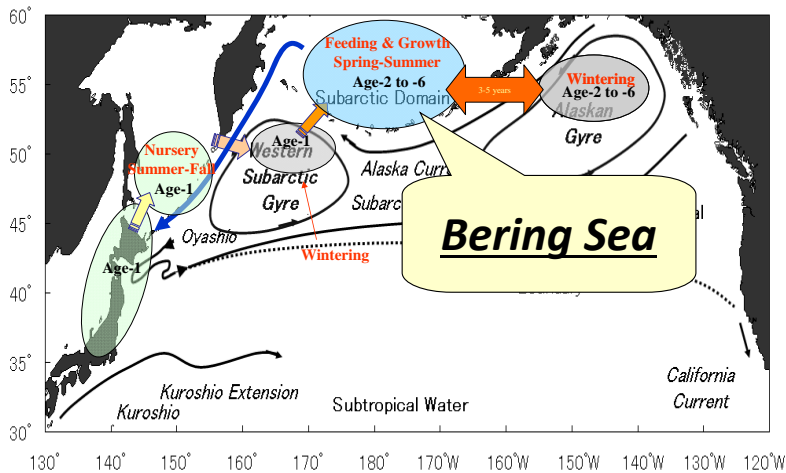 60°
55°
50°
45°
40°
35°
30°
Feeding & Growth
Spring-Summer
Age-2 to -6
Subarctic Domain
3-5 years
Wintering
Age-2 to -6
Alaskan
Gyre
Nursery
Summer-Fall
Age-1
Age-1
Western
Subarctic
Gyre
Alaska Curr
Subarc
Bering Sea
Oyashio
Wintering
Age-1
Kuroshio Extension
Kuroshio
Subtropical Water
California
Current
130° 140° 150° 160° 170° 180° 170°W 160°W 150°W 140°W 130°W 120°W